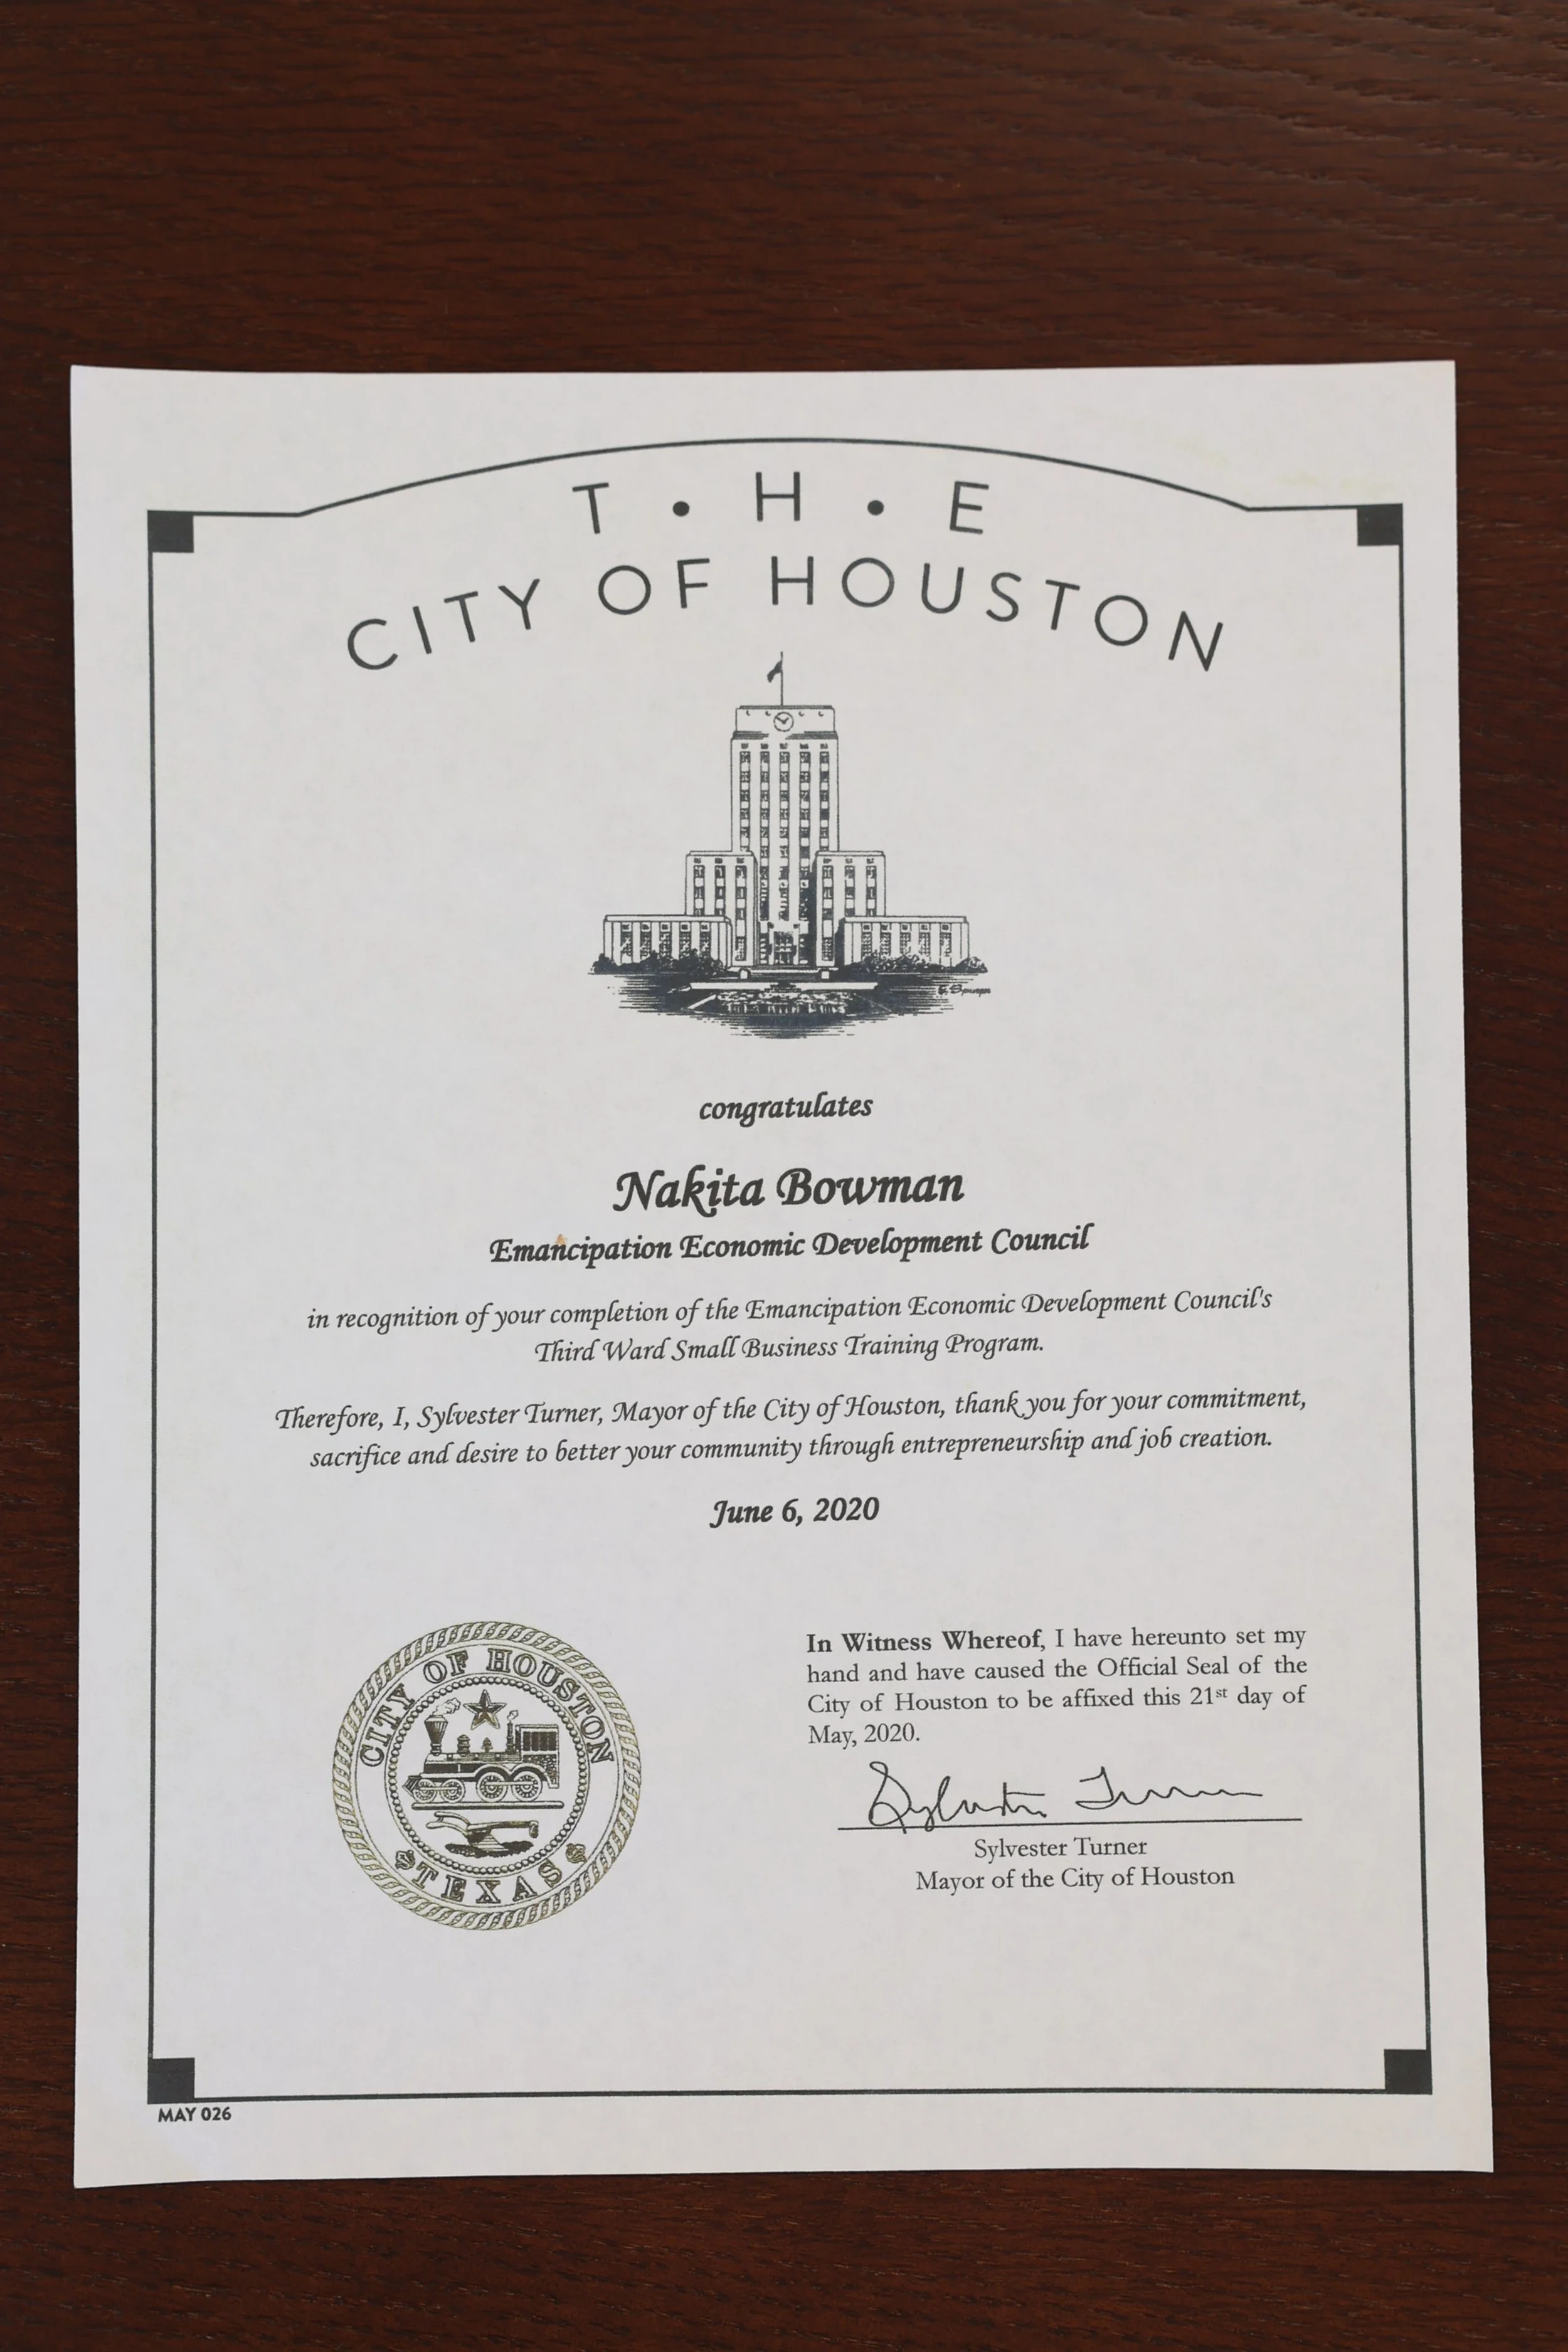 T • H • E
CITY OF HOUSTON
congratulates
Nakita Bowman
Emancipation Economic Development Council
in recognition of your completion of the Emancipation Economic Development Council's
Third Ward Small Business Training Program.
Therefore, I, Sylvester Turner, Mayor of the City of Houston, thank you for your commitment,
sacrifice and desire to better your community through entrepreneurship and job creation.
June 6, 2020
CITY OF HOUSTON
TEXAS
In Witness Whereof, I have hereunto set my
hand and have caused the Official Seal of the
City of Houston to be affixed this 21st day of
May, 2020.
Sylvester Turner
Sylvester Turner
Mayor of the City of Houston
MAY 026